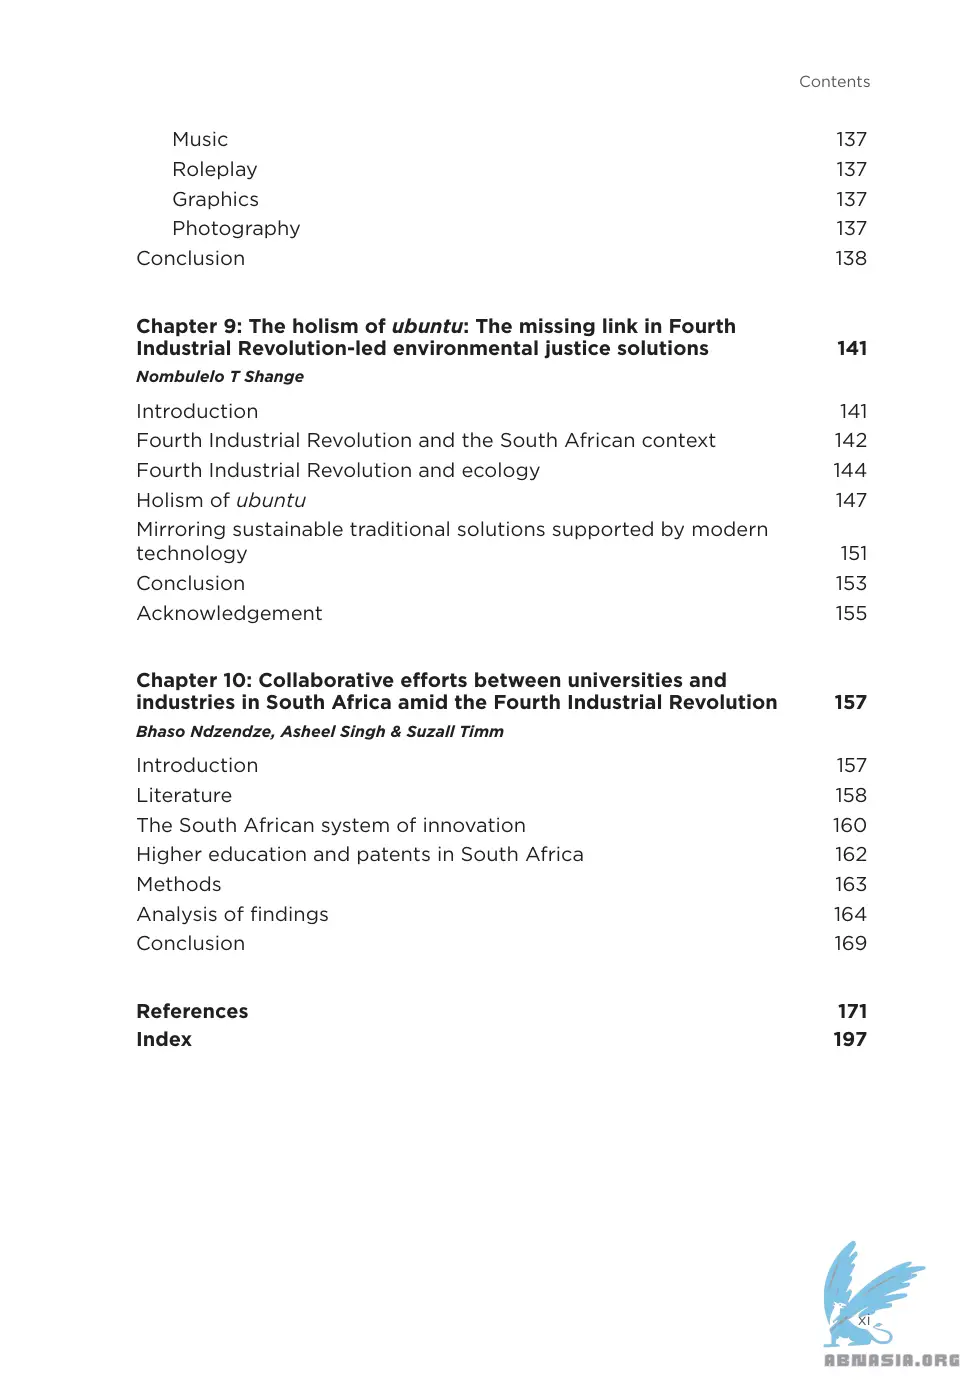 Contents
Music 137
Roleplay 137
Graphics 137
Photography 137
Conclusion 138
Chapter 9: The holism of ubuntu: The missing link in Fourth
Industrial Revolution-led environmental justice solutions 141
Nombulelo T Shange
Introduction 141
Fourth Industrial Revolution and the South African context 142
Fourth Industrial Revolution and ecology 144
Holism of ubuntu 147
Mirroring sustainable traditional solutions supported by modern
technology 151
Conclusion 153
Acknowledgement 155
Chapter 10: Collaborative efforts between universities and
industries in South Africa amid the Fourth Industrial Revolution 157
Bhaso Ndzendze, Asheel Singh & Suzall Timm
Introduction 157
Literature 158
The South African system of innovation 160
Higher education and patents in South Africa 162
Methods 163
Analysis of findings 164
Conclusion 169
References 171
Index 197
xi
ABNASIA.ORG